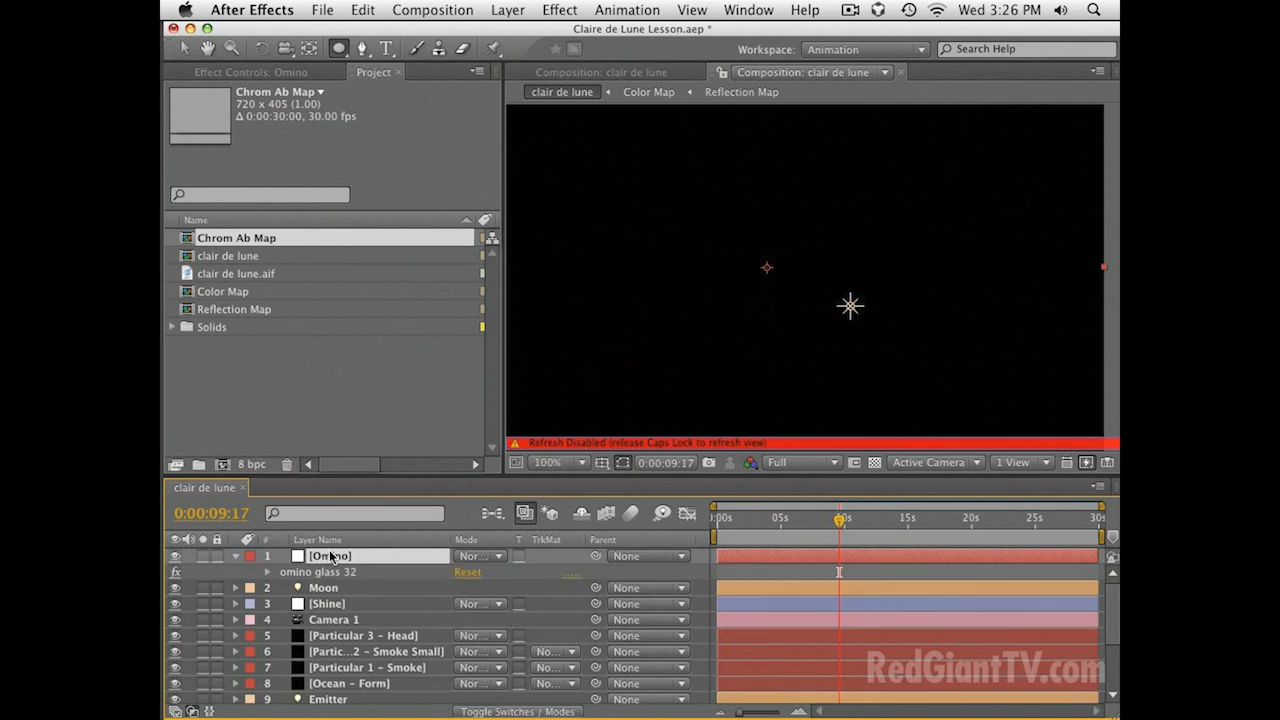 After Effects File Edit Composition Layer Effect Animation View Window Help Wed 3:26 PM
Claire de Lune Lesson.aep *
Workspace: Animation Search Help
Effect Controls: Omino Project × Composition: clair de lune Composition: clair de lune ×
Chrom Ab Map
720 x 405 (1.00)
Δ 0:00:30:00, 30.00 fps
clair de lune Color Map Reflection Map
Name
Chrom Ab Map
clair de lune
clair de lune.aif
Color Map
Reflection Map
Solids
Refresh Disabled (release Caps Lock to refresh view)
8 bpc 100% 0:00:09:17 Full Active Camera 1 View
clair de lune ×
0:00:09:17 :00s 05s 10s 15s 20s 25s 30s
# Layer Name Mode T TrkMat Parent
1 [Omino] Nor... None
fx omino glass 32 Reset .....
2 Moon None
3 [Shine] Nor... None
4 Camera 1 None
5 [Particular 3 - Head] Nor... None
6 [Partic...2 - Smoke Small] No... No... None
7 [Particular 1 - Smoke] Nor... No... None
8 [Ocean - Form] Nor... No... None
9 Emitter None
RedGiantTV.com
Toggle Switches / Modes